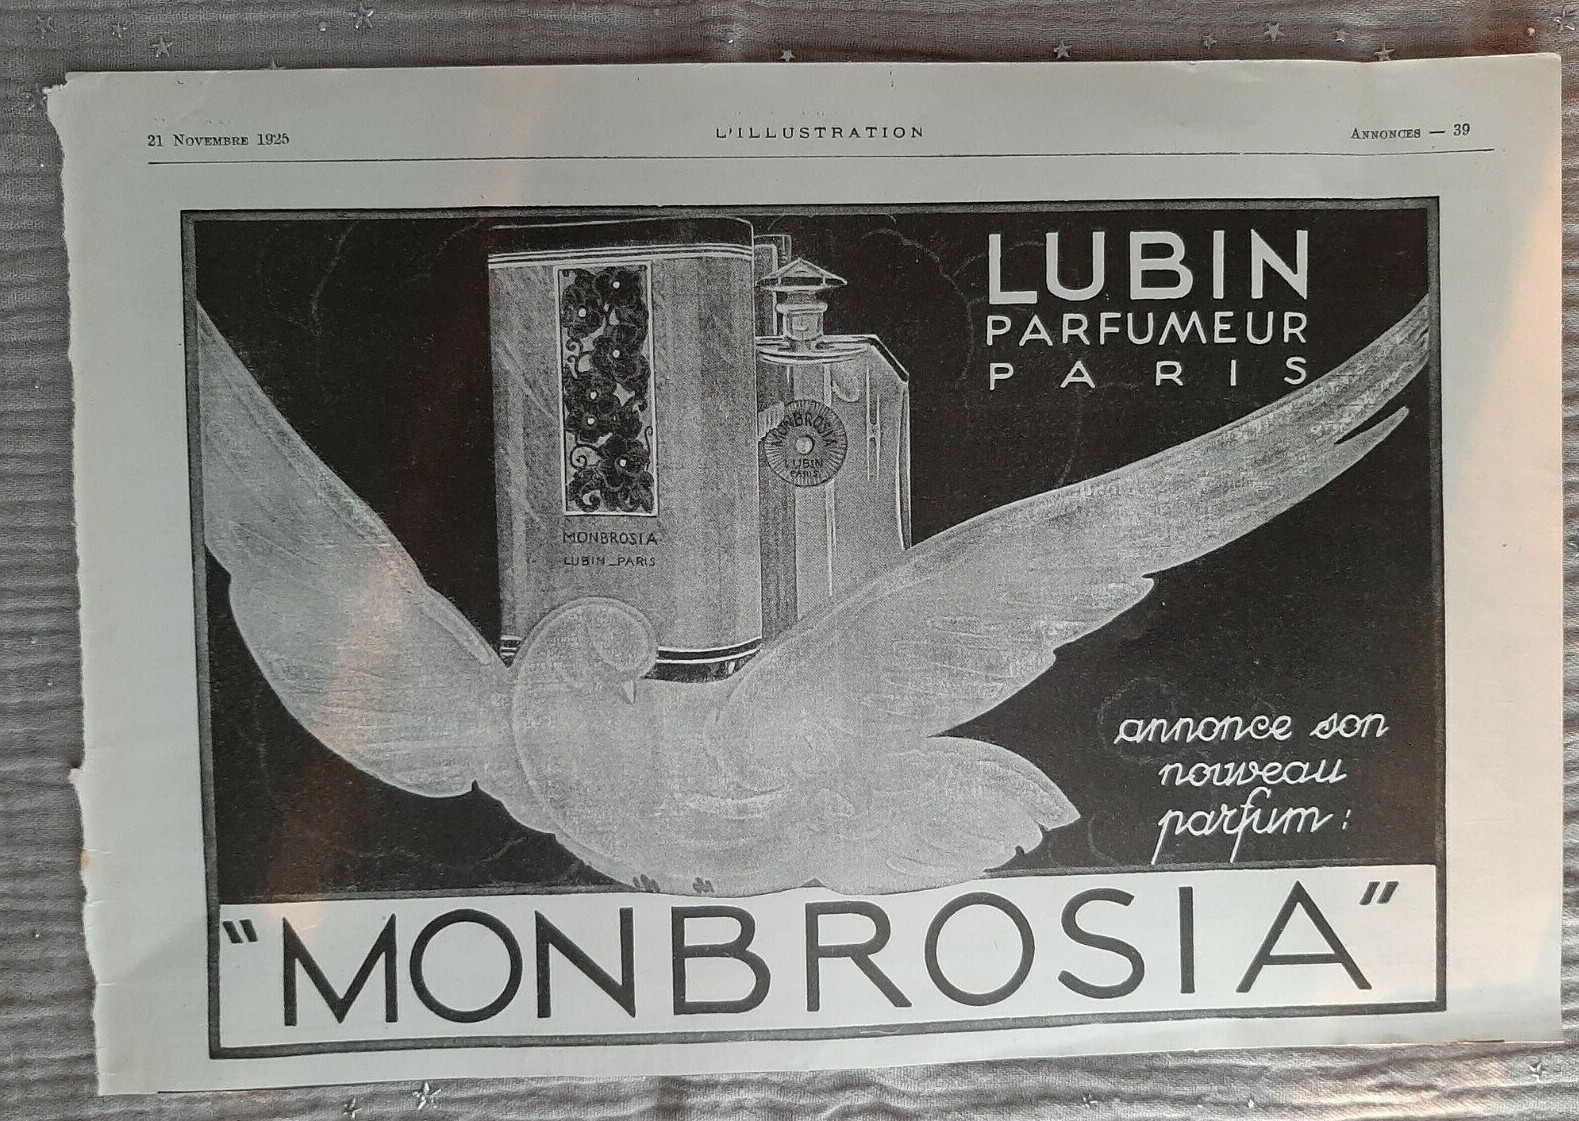 21 Novembre 1925 L'ILLUSTRATION Annonces — 39
LUBIN
PARFUMEUR
PARIS
MONBROSIA
LUBIN
PARIS
MONBROSIA
LUBIN_PARIS
annonce son
nouveau
parfum :
"MONBROSIA"